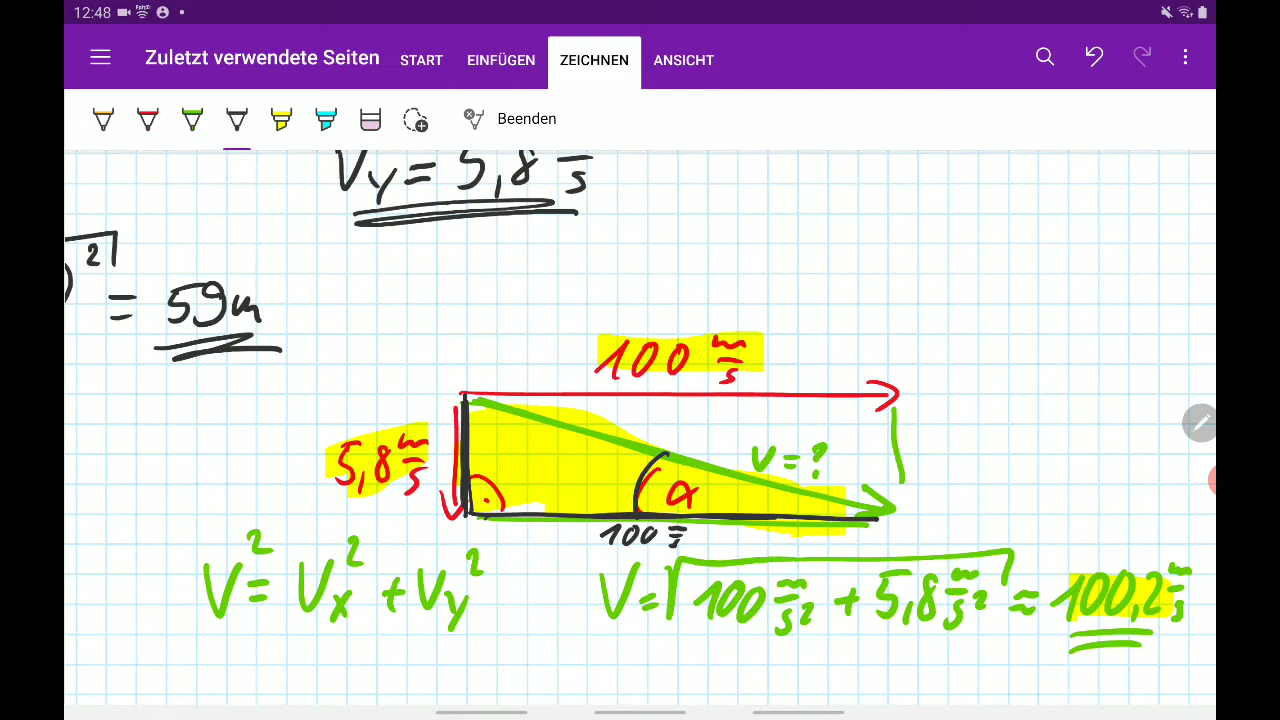 12:48
Zuletzt verwendete Seiten START EINFÜGEN ZEICHNEN ANSICHT
Beenden
Vy = 5,8 m/s
² = 59m
100 m/s
5,8 m/s
V = ?
α
100 m/s
V² = Vx² + Vy²
V = √100 m/s² + 5,8 m/s² ≈ 100,2 m/s